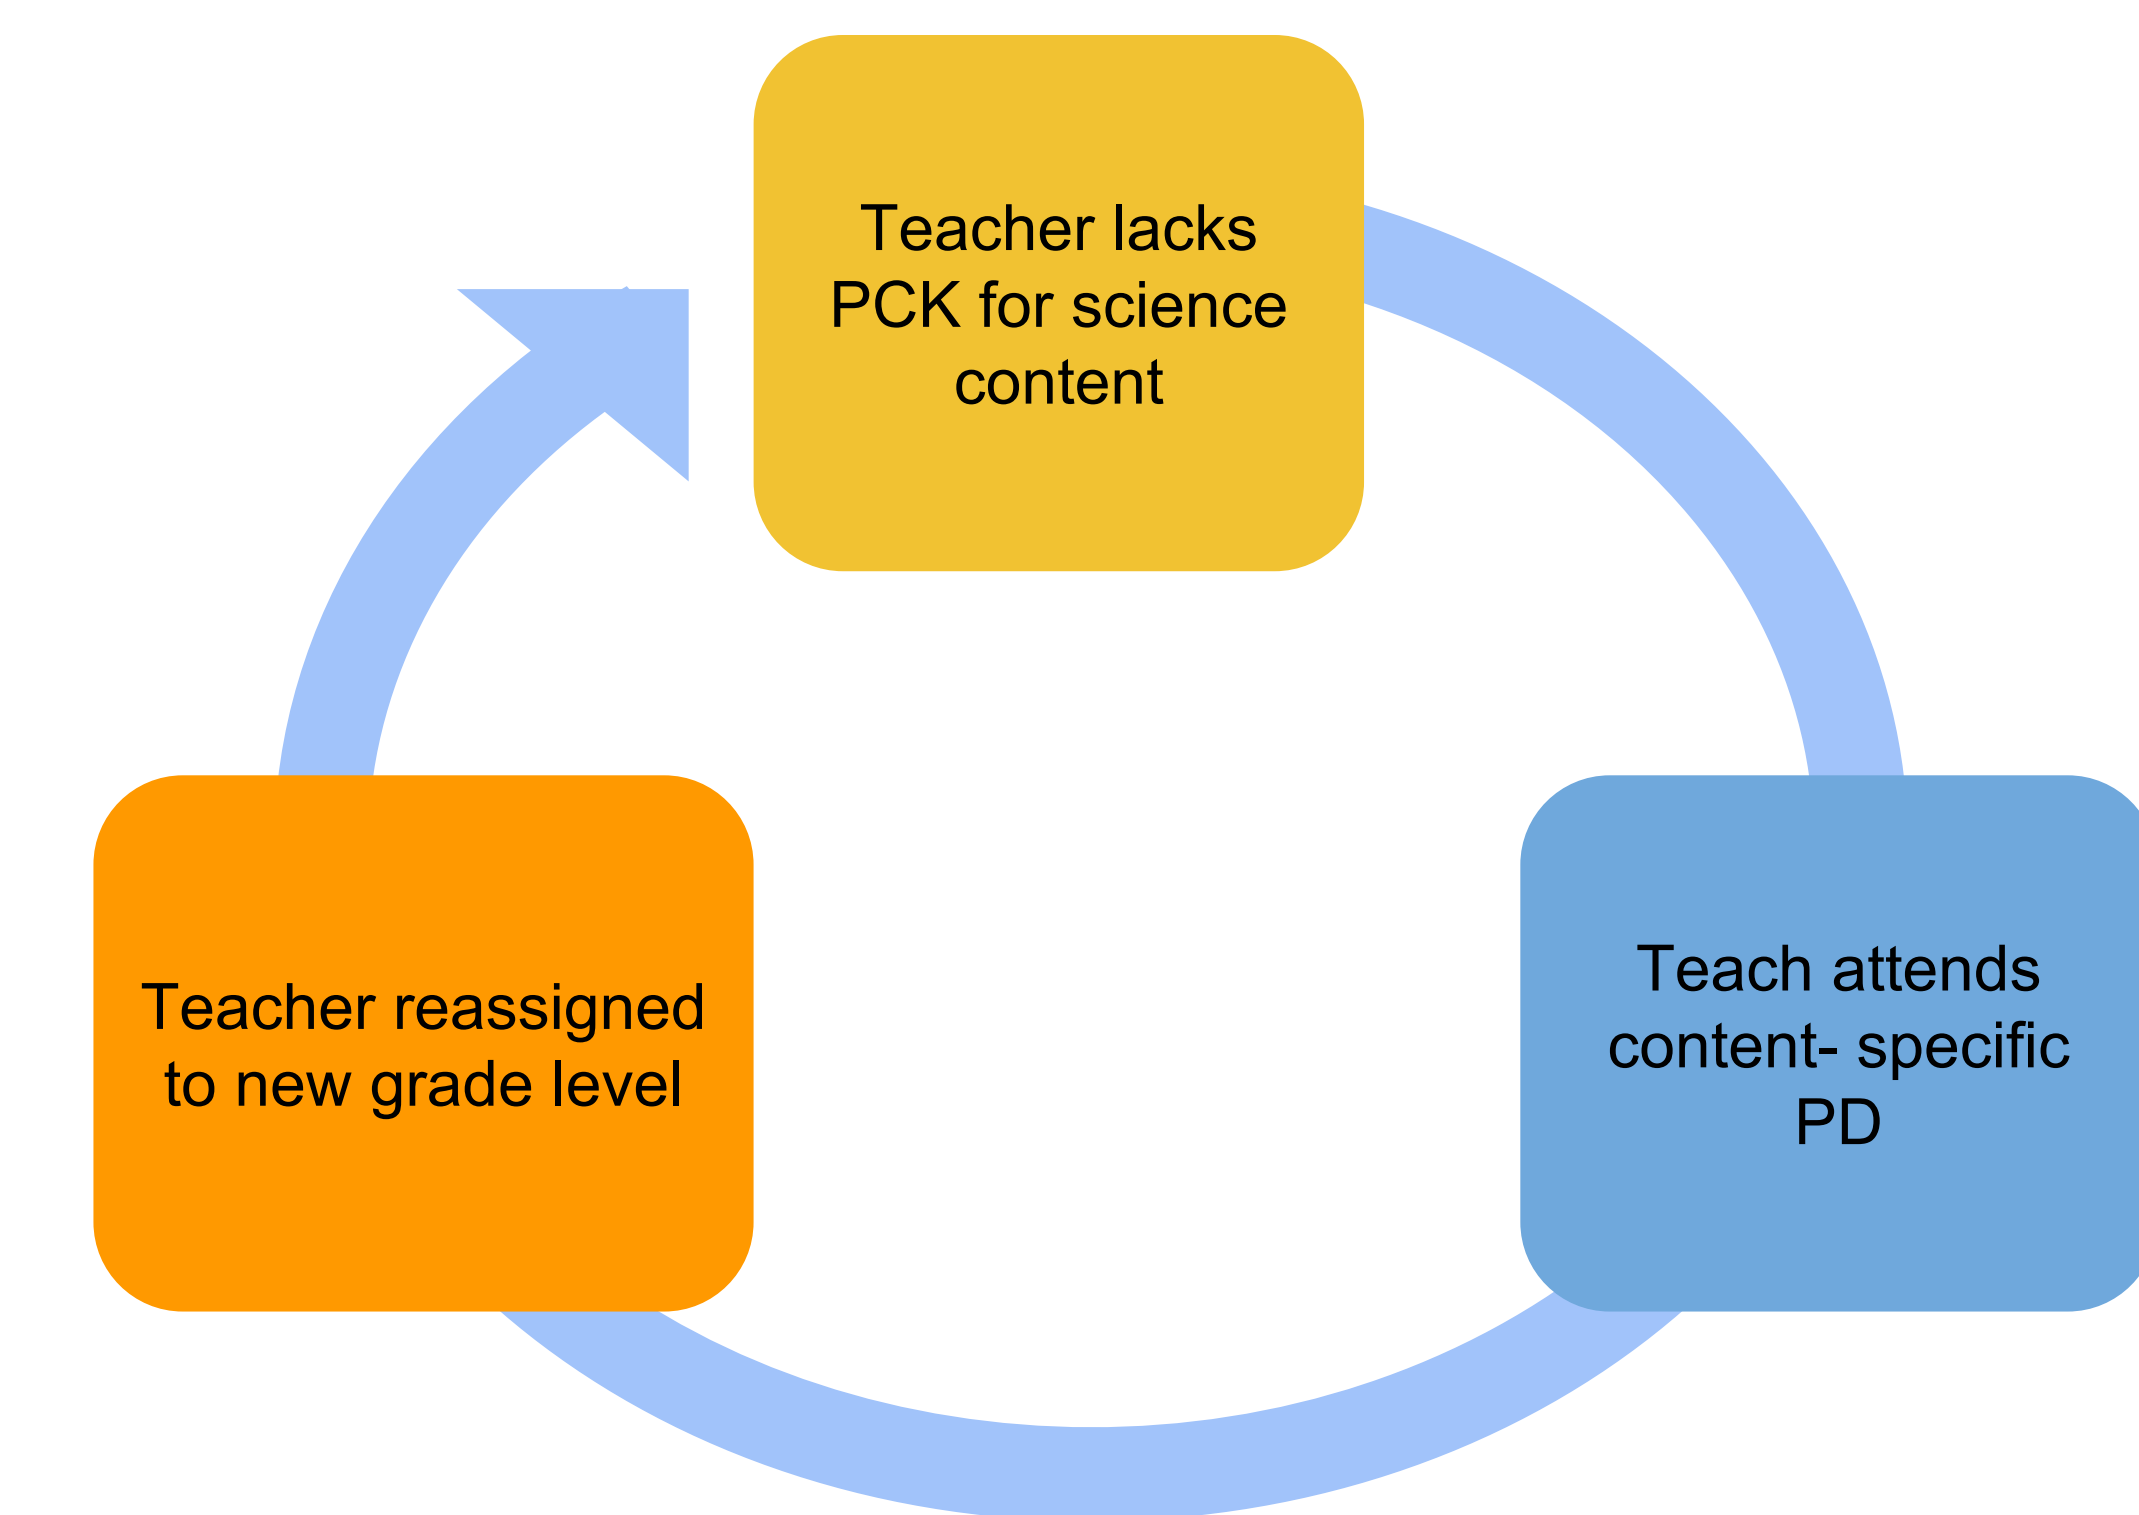 Teacher lacks
PCK for science
content
Teach attends
content- specific
PD
Teacher reassigned
to new grade level